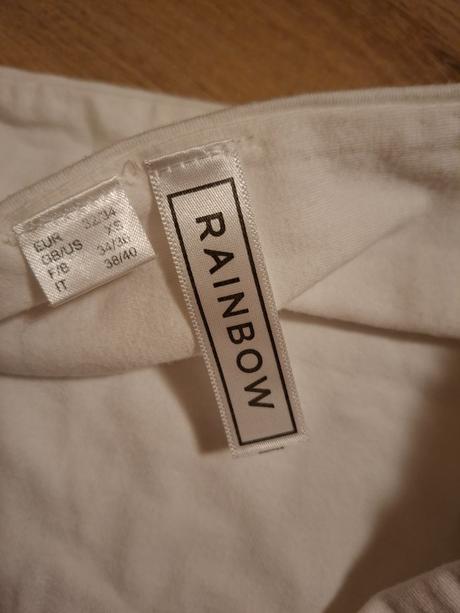 EUR 32/34
GB/US XS
F/B 34/36
IT 38/40
RAINBOW